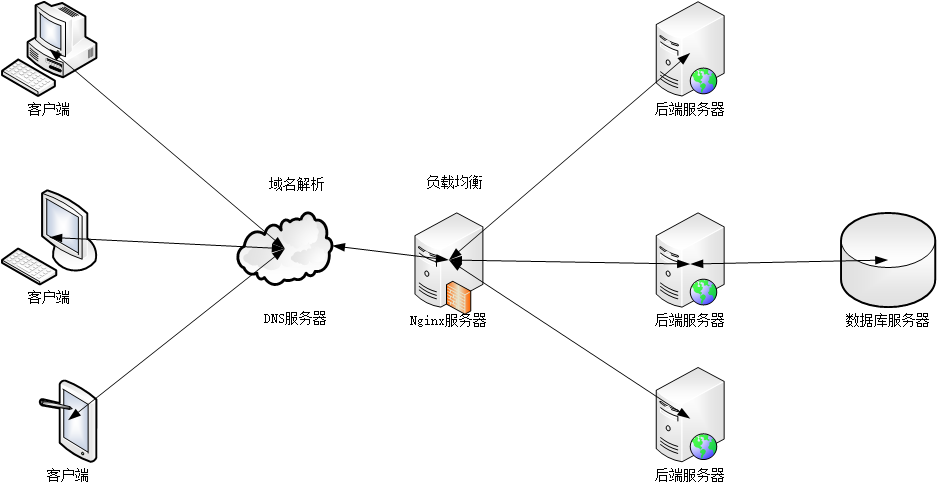 客户端
后端服务器
域名解析
负载均衡
客户端
DNS服务器
Nginx服务器
后端服务器
数据库服务器
客户端
后端服务器